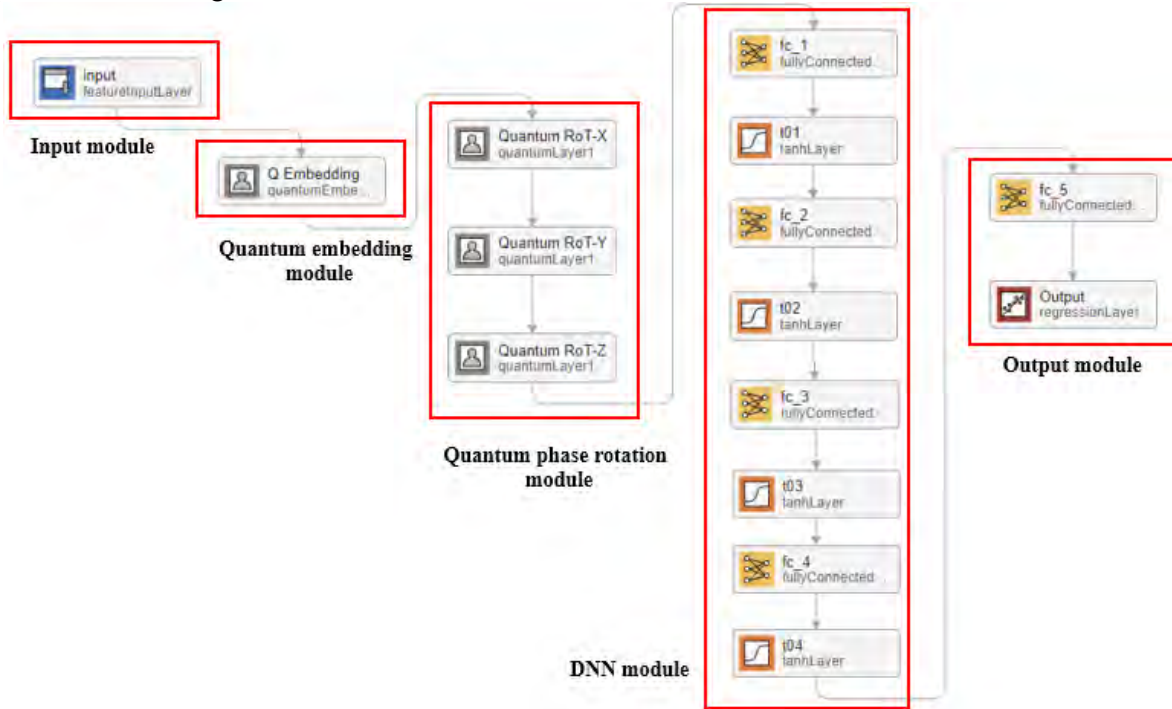 input
featureInputLayer
Input module
Q Embedding
quantumEmbe...
Quantum embedding
module
Quantum RoT-X
quantumLayer1
Quantum RoT-Y
quantumLayer1
Quantum RoT-Z
quantumLayer1
Quantum phase rotation
module
fc_1
fullyConnected...
t01
tanhLayer
fc_2
fullyConnected...
t02
tanhLayer
fc_3
fullyConnected...
t03
tanhLayer
fc_4
fullyConnected...
t04
tanhLayer
DNN module
fc_5
fullyConnected...
Output
regressionLayer
Output module